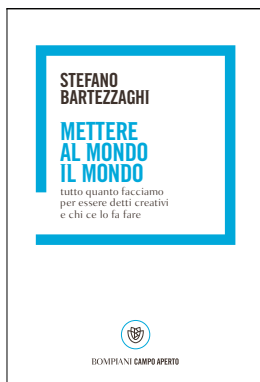 STEFANO
BARTEZZAGHI
METTERE
AL MONDO
IL MONDO
tutto quanto facciamo
per essere detti creativi
e chi ce lo fa fare
BOMPIANI CAMPO APERTO